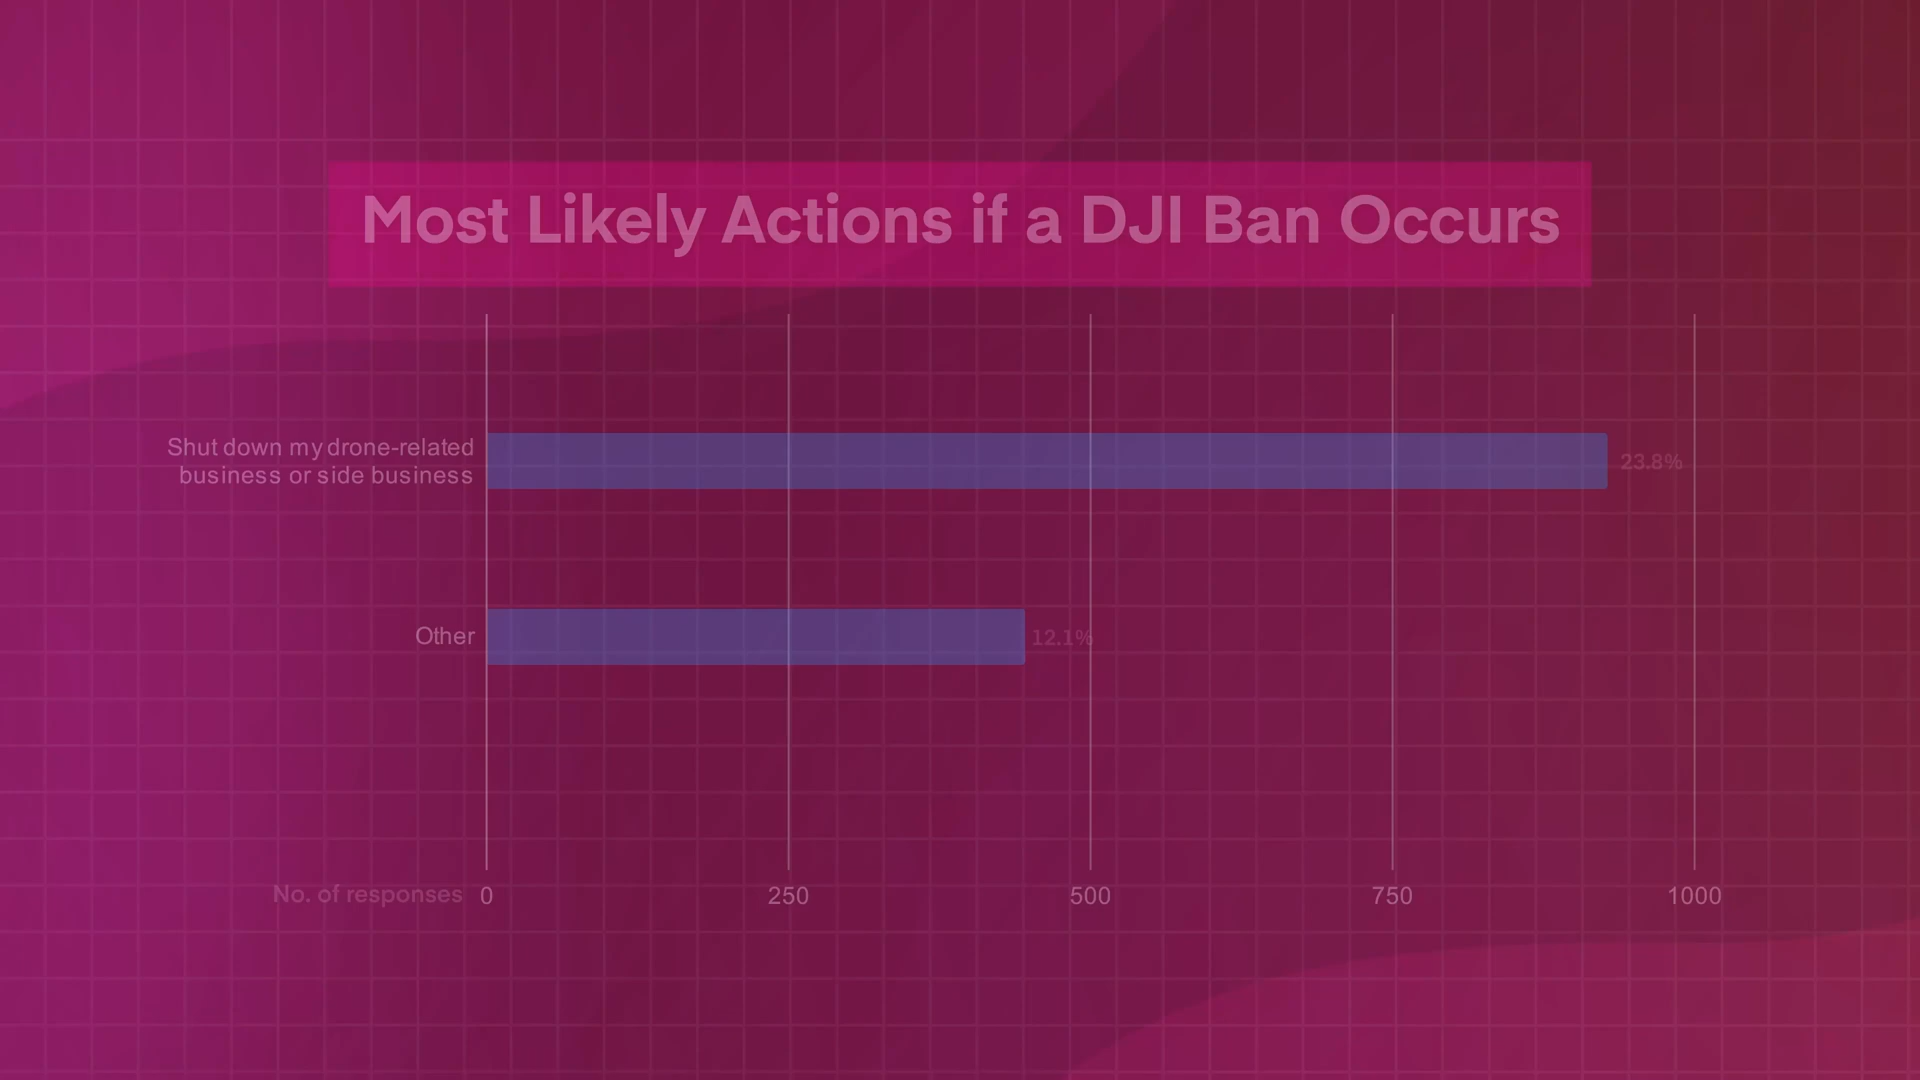 Most Likely Actions if a DJI Ban Occurs
Shut down my drone-related
business or side business
23.8%
Other
12.1%
No. of responses
0
250
500
750
1000